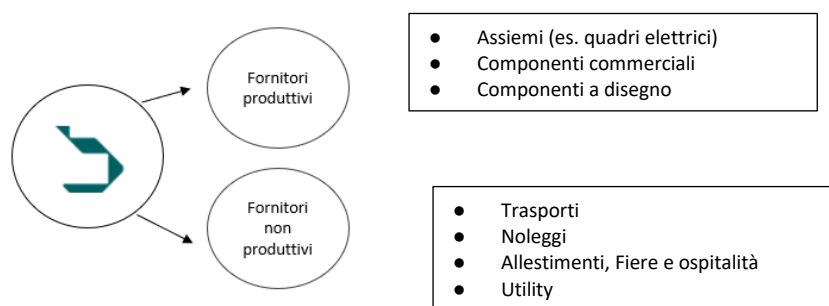 Fornitori
produttivi
● Assiemi (es. quadri elettrici)
● Componenti commerciali
● Componenti a disegno
Fornitori
non
produttivi
● Trasporti
● Noleggi
● Allestimenti, Fiere e ospitalità
● Utility